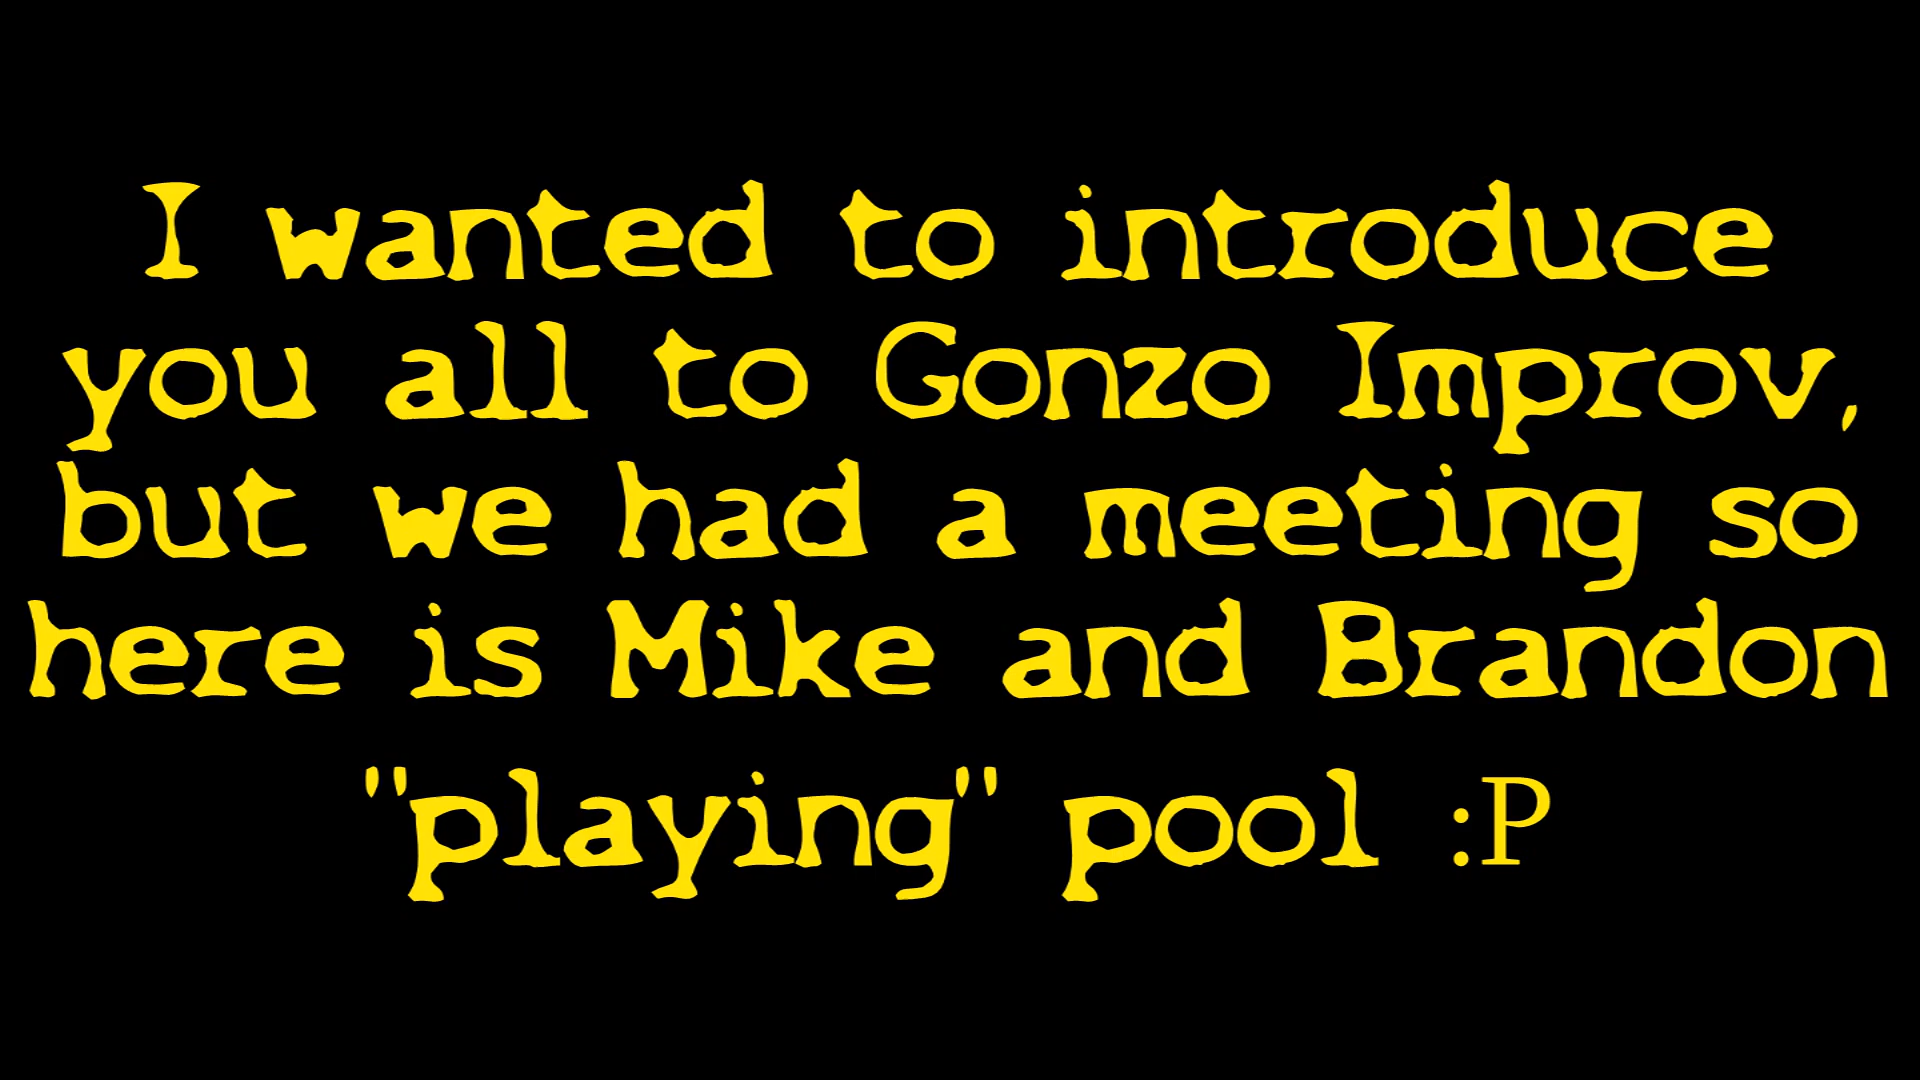 I wanted to introduce
you all to Gonzo Improv,
but we had a meeting so
here is Mike and Brandon
"playing" pool :P